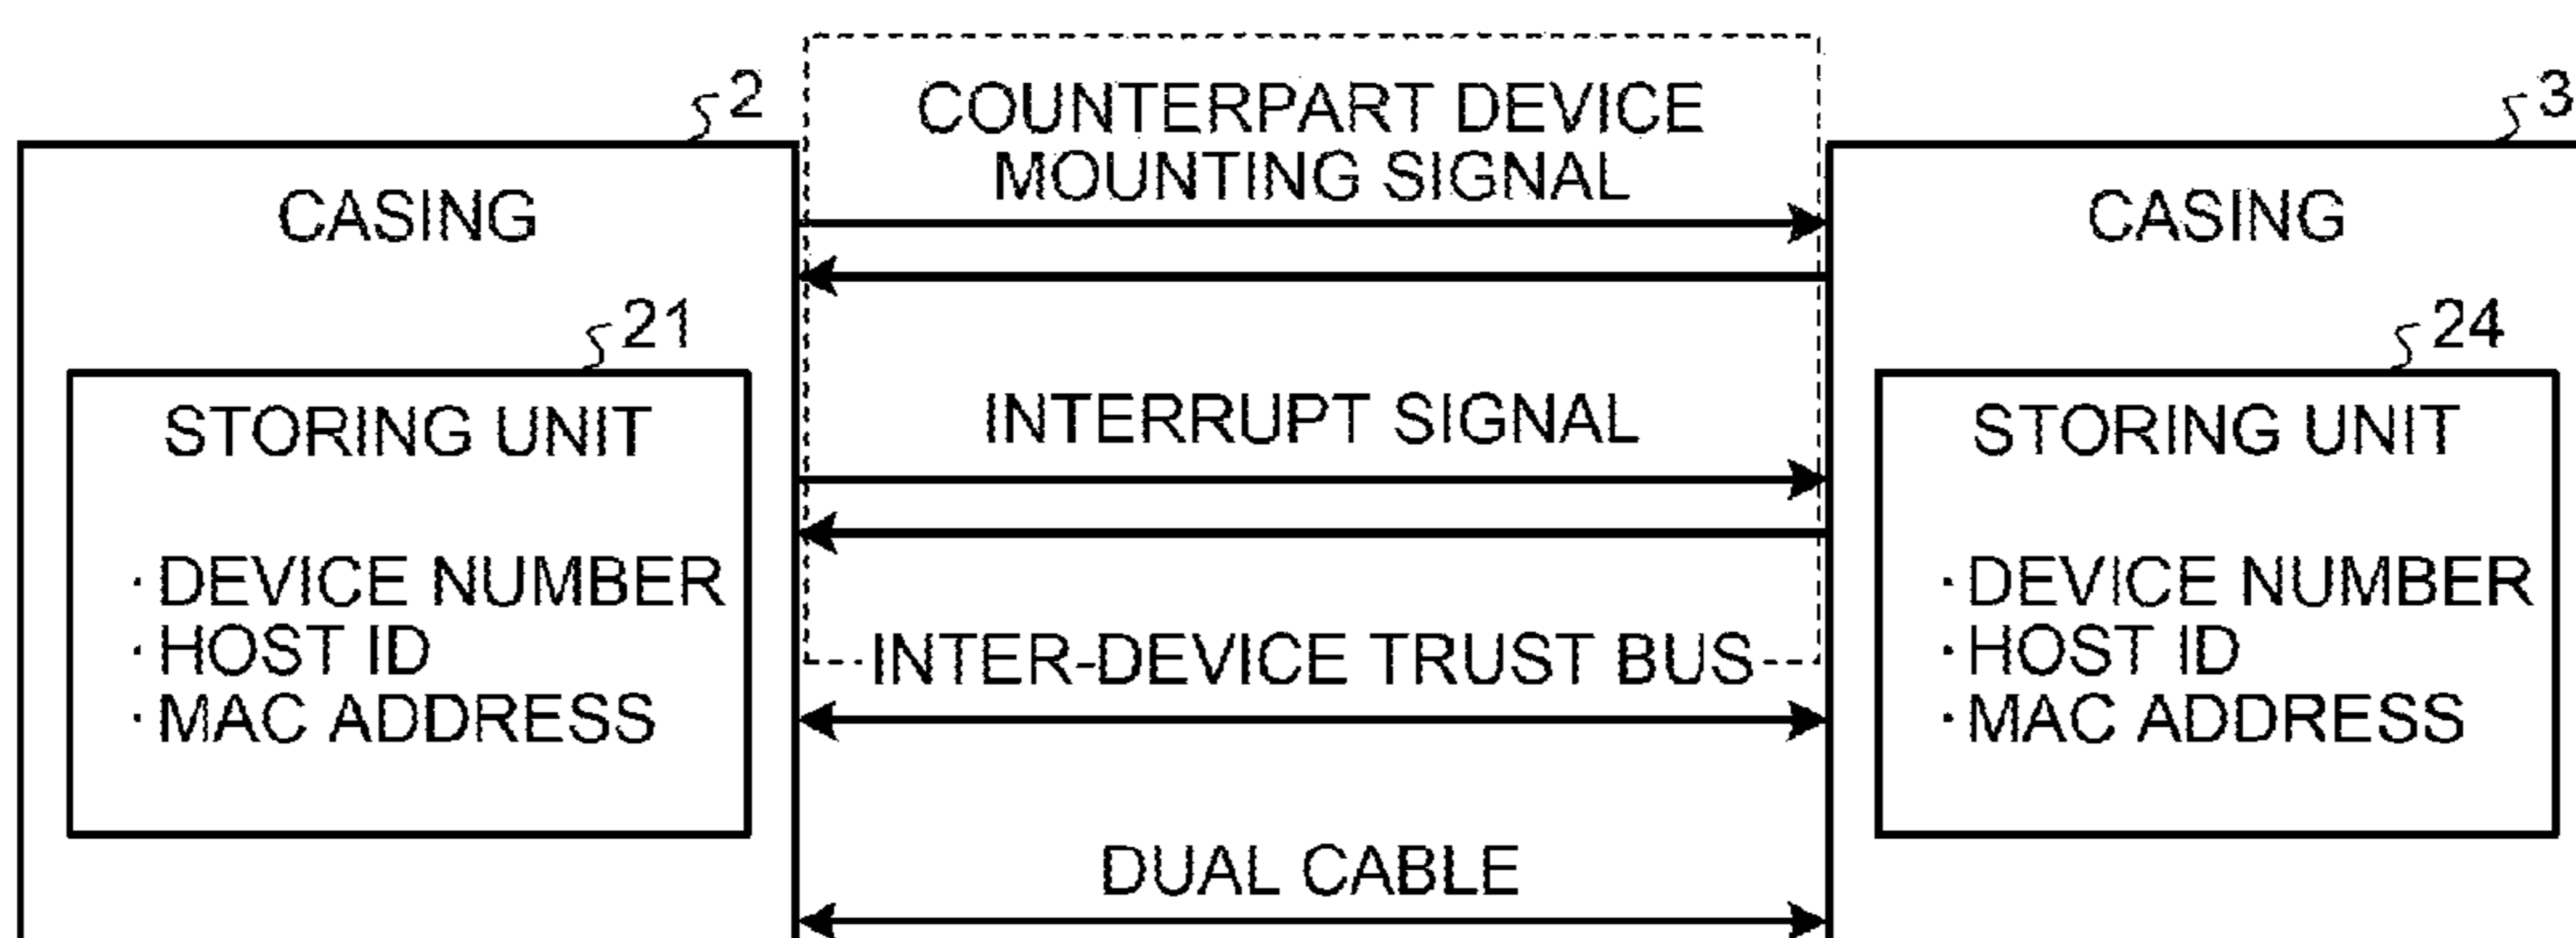 2
CASING
21
STORING UNIT
· DEVICE NUMBER
· HOST ID
· MAC ADDRESS
COUNTERPART DEVICE
MOUNTING SIGNAL
INTERRUPT SIGNAL
INTER-DEVICE TRUST BUS
DUAL CABLE
3
CASING
24
STORING UNIT
· DEVICE NUMBER
· HOST ID
· MAC ADDRESS